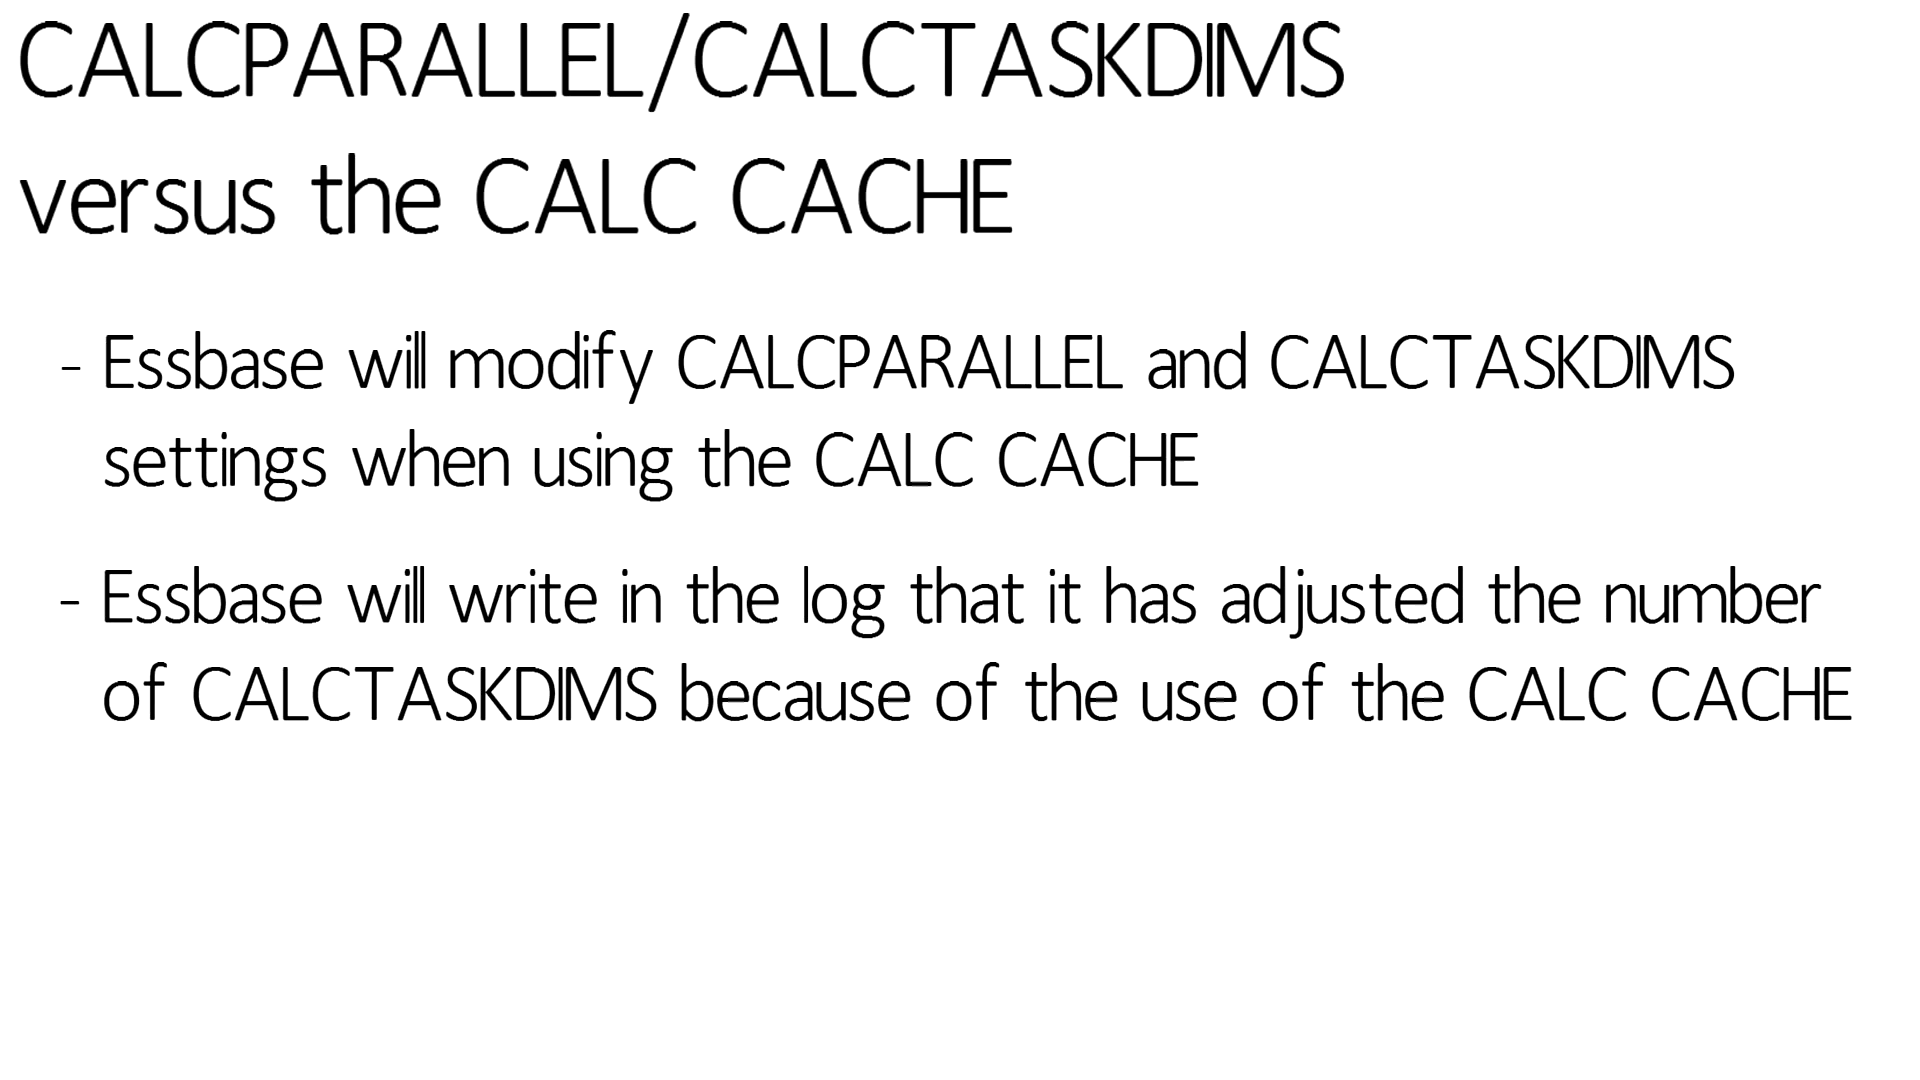 CALCPARALLEL/CALCTASKDIMS
versus the CALC CACHE
- Essbase will modify CALCPARALLEL and CALCTASKDIMS
settings when using the CALC CACHE
- Essbase will write in the log that it has adjusted the number
of CALCTASKDIMS because of the use of the CALC CACHE